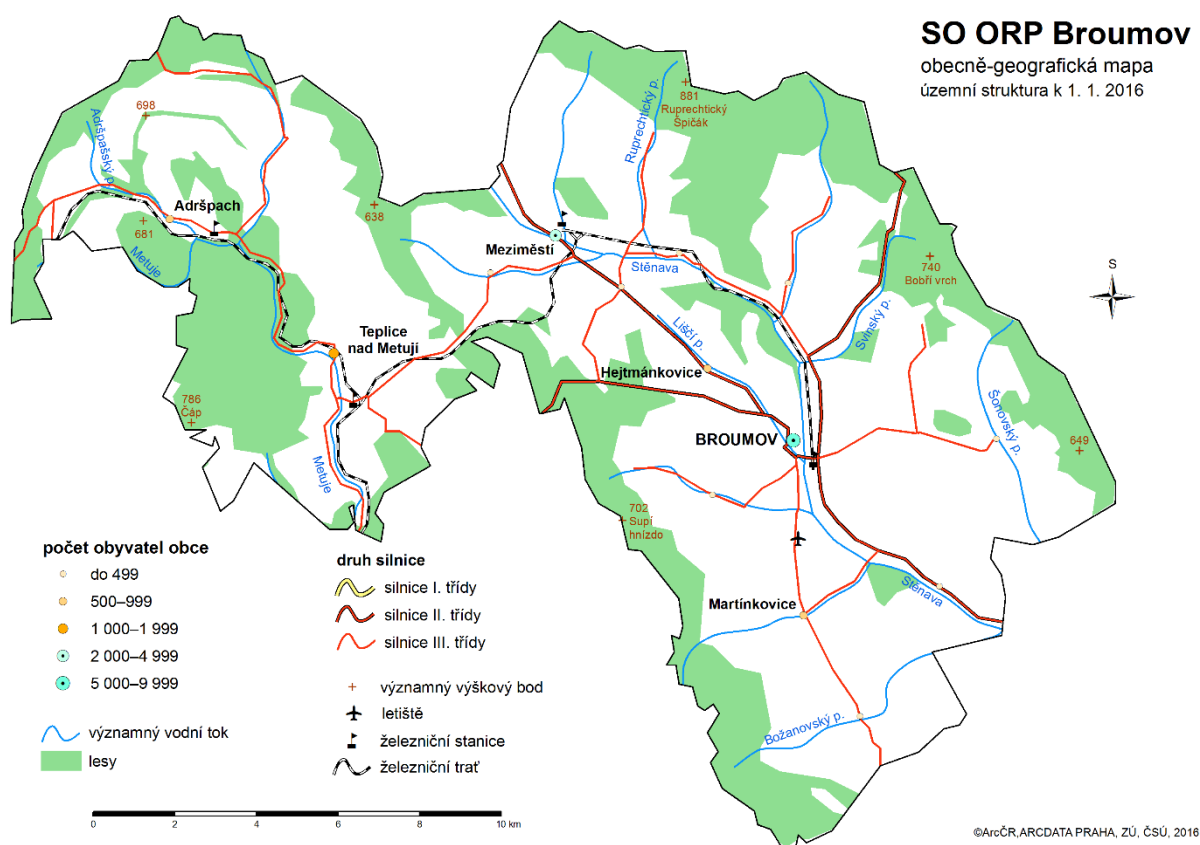 SO ORP Broumov
obecně-geografická mapa
územní struktura k 1. 1. 2016
698
Adršpašský p.
Adršpach
681
Metuje
638
881
Ruprechtický
Špičák
Ruprechtický p.
Meziměstí
Stěnava
740
Bobří vrch
Svinský p.
S
Teplice
nad Metují
Liščí p.
Hejtmánkovice
786
Čáp
BROUMOV
Šonovský p.
649
Metuje
702
Supí
hnízdo
Martínkovice
Stěnava
Božanovský p.
počet obyvatel obce
do 499
500–999
1 000–1 999
2 000–4 999
5 000–9 999
významný vodní tok
lesy
druh silnice
silnice I. třídy
silnice II. třídy
silnice III. třídy
významný výškový bod
letiště
železniční stanice
železniční trať
0 2 4 6 8 10 km
©ArcČR,ARCDATA PRAHA, ZÚ, ČSÚ, 2016